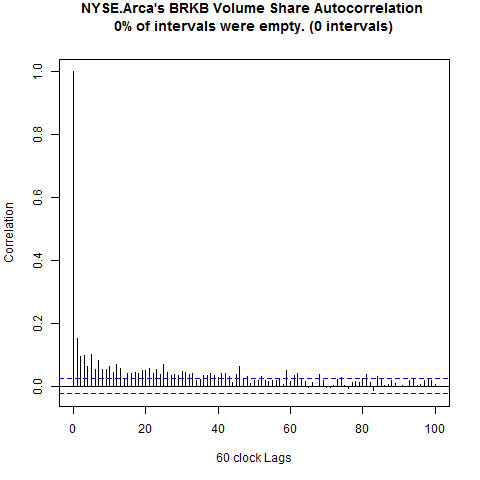 NYSE.Arca's BRKB Volume Share Autocorrelation
0% of intervals were empty. (0 intervals)
1.0
0.8
0.6
0.4
0.2
0.0
Correlation
0 20 40 60 80 100
60 clock Lags